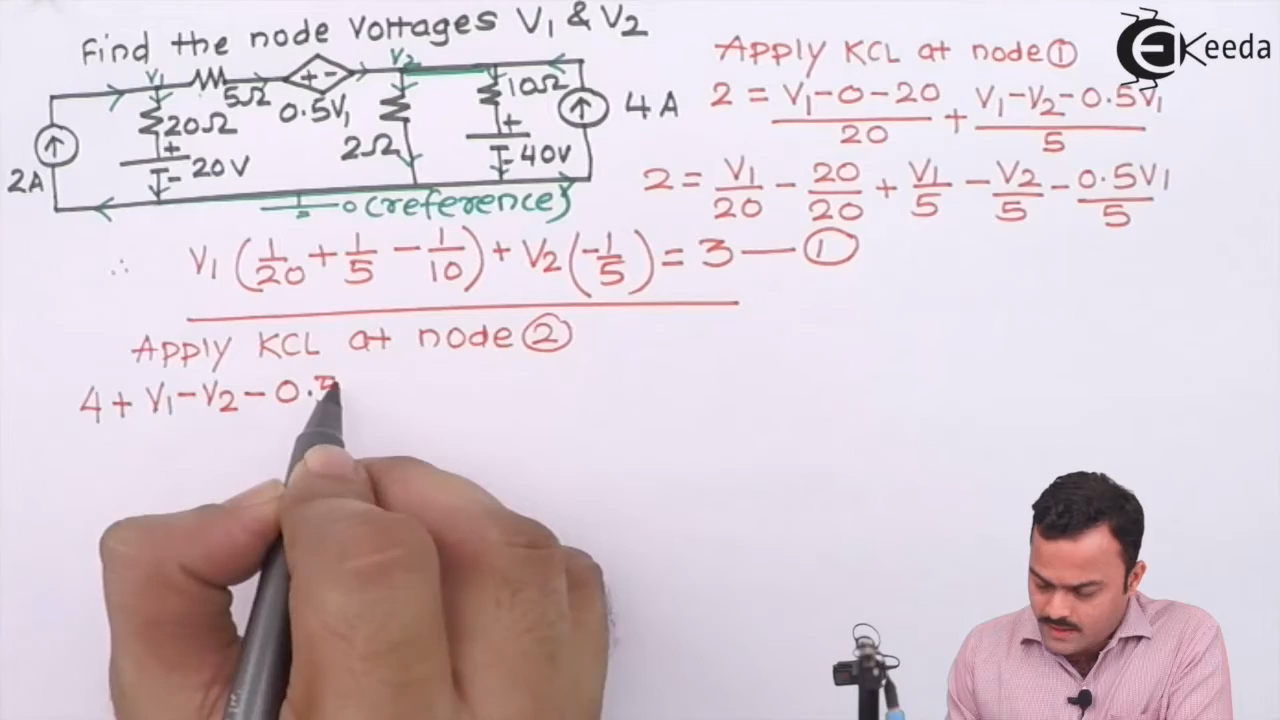 Find the node voltages V1 & V2
V1
5Ω
0.5V1
V2
10Ω
4 A
20Ω
+ - 
2Ω
+
- 40V
+
- 20V
2A
0 (reference)
Apply KCL at node ①
2 = V1-0-20/20 + V1-V2-0.5V1/5
2 = V1/20 - 20/20 + V1/5 - V2/5 - 0.5V1/5
∴ V1 (1/20 + 1/5 - 1/10) + V2 (-1/5) = 3 — ①
Apply KCL at node ②
4 + V1 - V2 - 0.
EKeeda